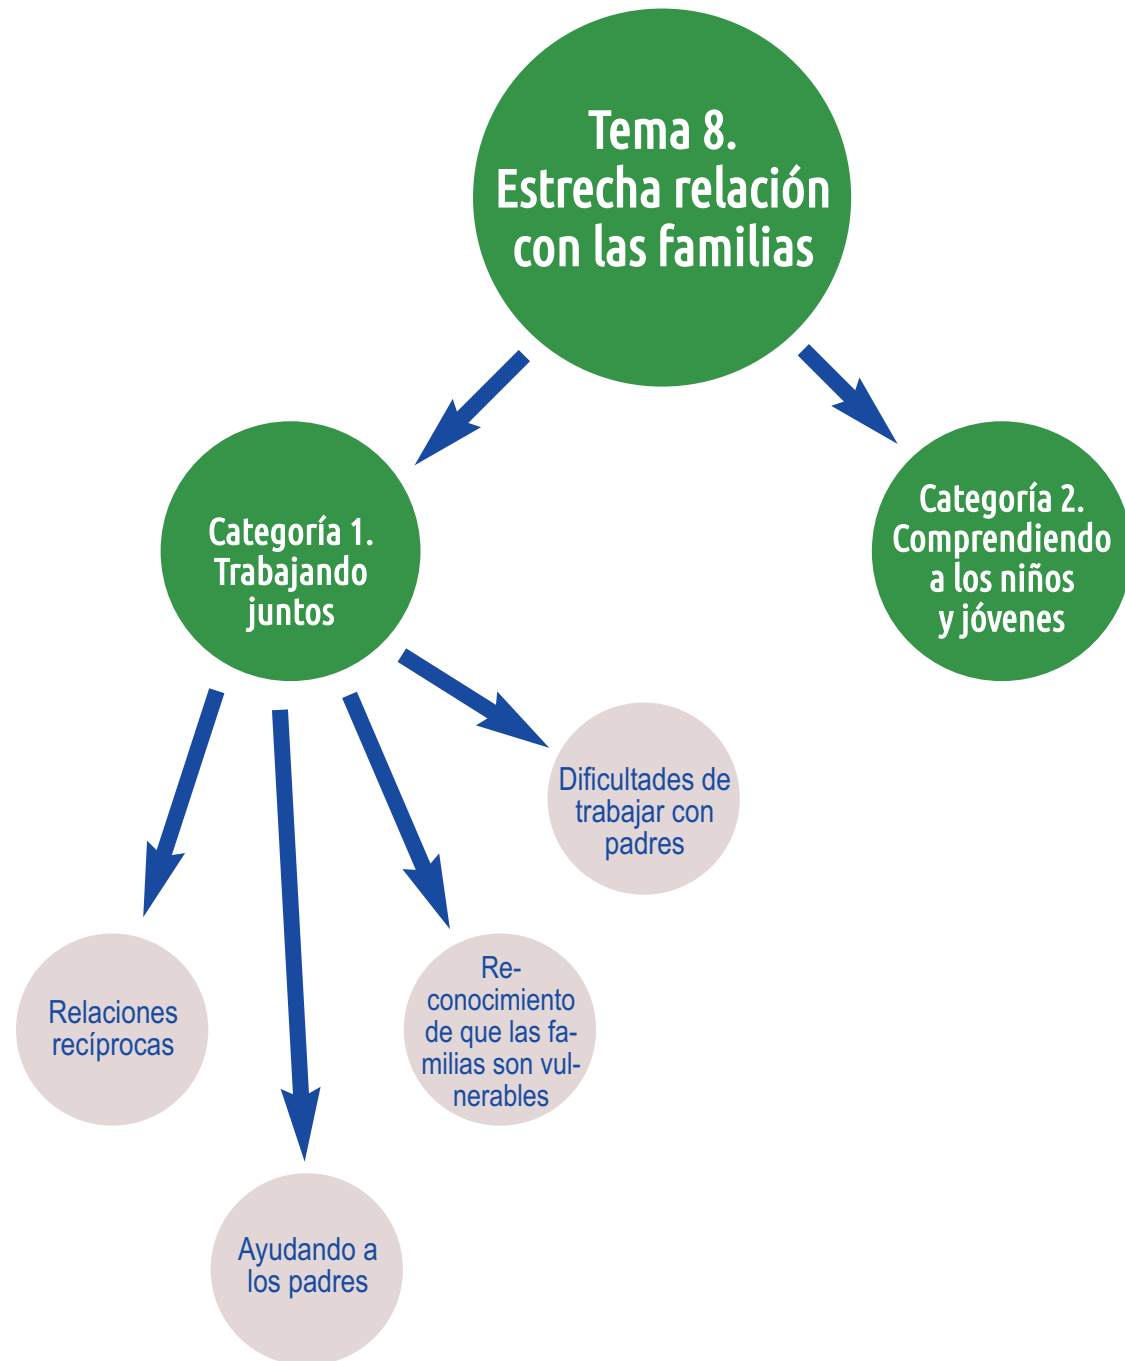 Tema 8.
Estrecha relación
con las familias
Categoría 1.
Trabajando
juntos
Categoría 2.
Comprendiendo
a los niños
y jóvenes
Dificultades de
trabajar con
padres
Relaciones
recíprocas
Re-
conocimiento
de que las fa-
milias son vul-
nerables
Ayudando a
los padres